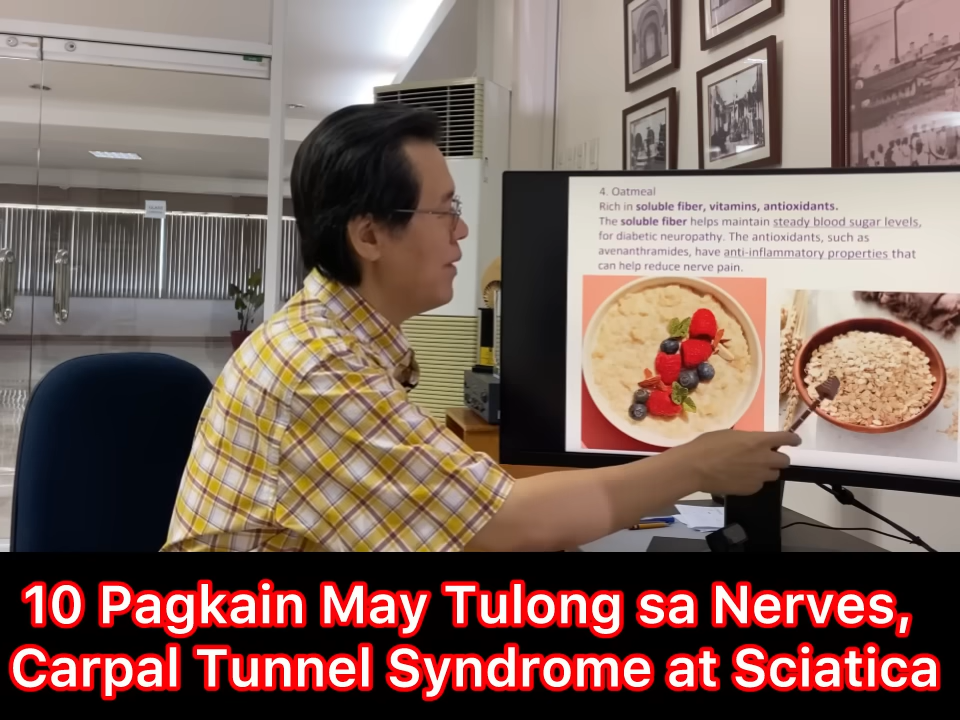 4. Oatmeal
Rich in soluble fiber, vitamins, antioxidants.
The soluble fiber helps maintain steady blood sugar levels,
for diabetic neuropathy. The antioxidants, such as
avenanthramides, have anti-inflammatory properties that
can help reduce nerve pain.
10 Pagkain May Tulong sa Nerves,
Carpal Tunnel Syndrome at Sciatica